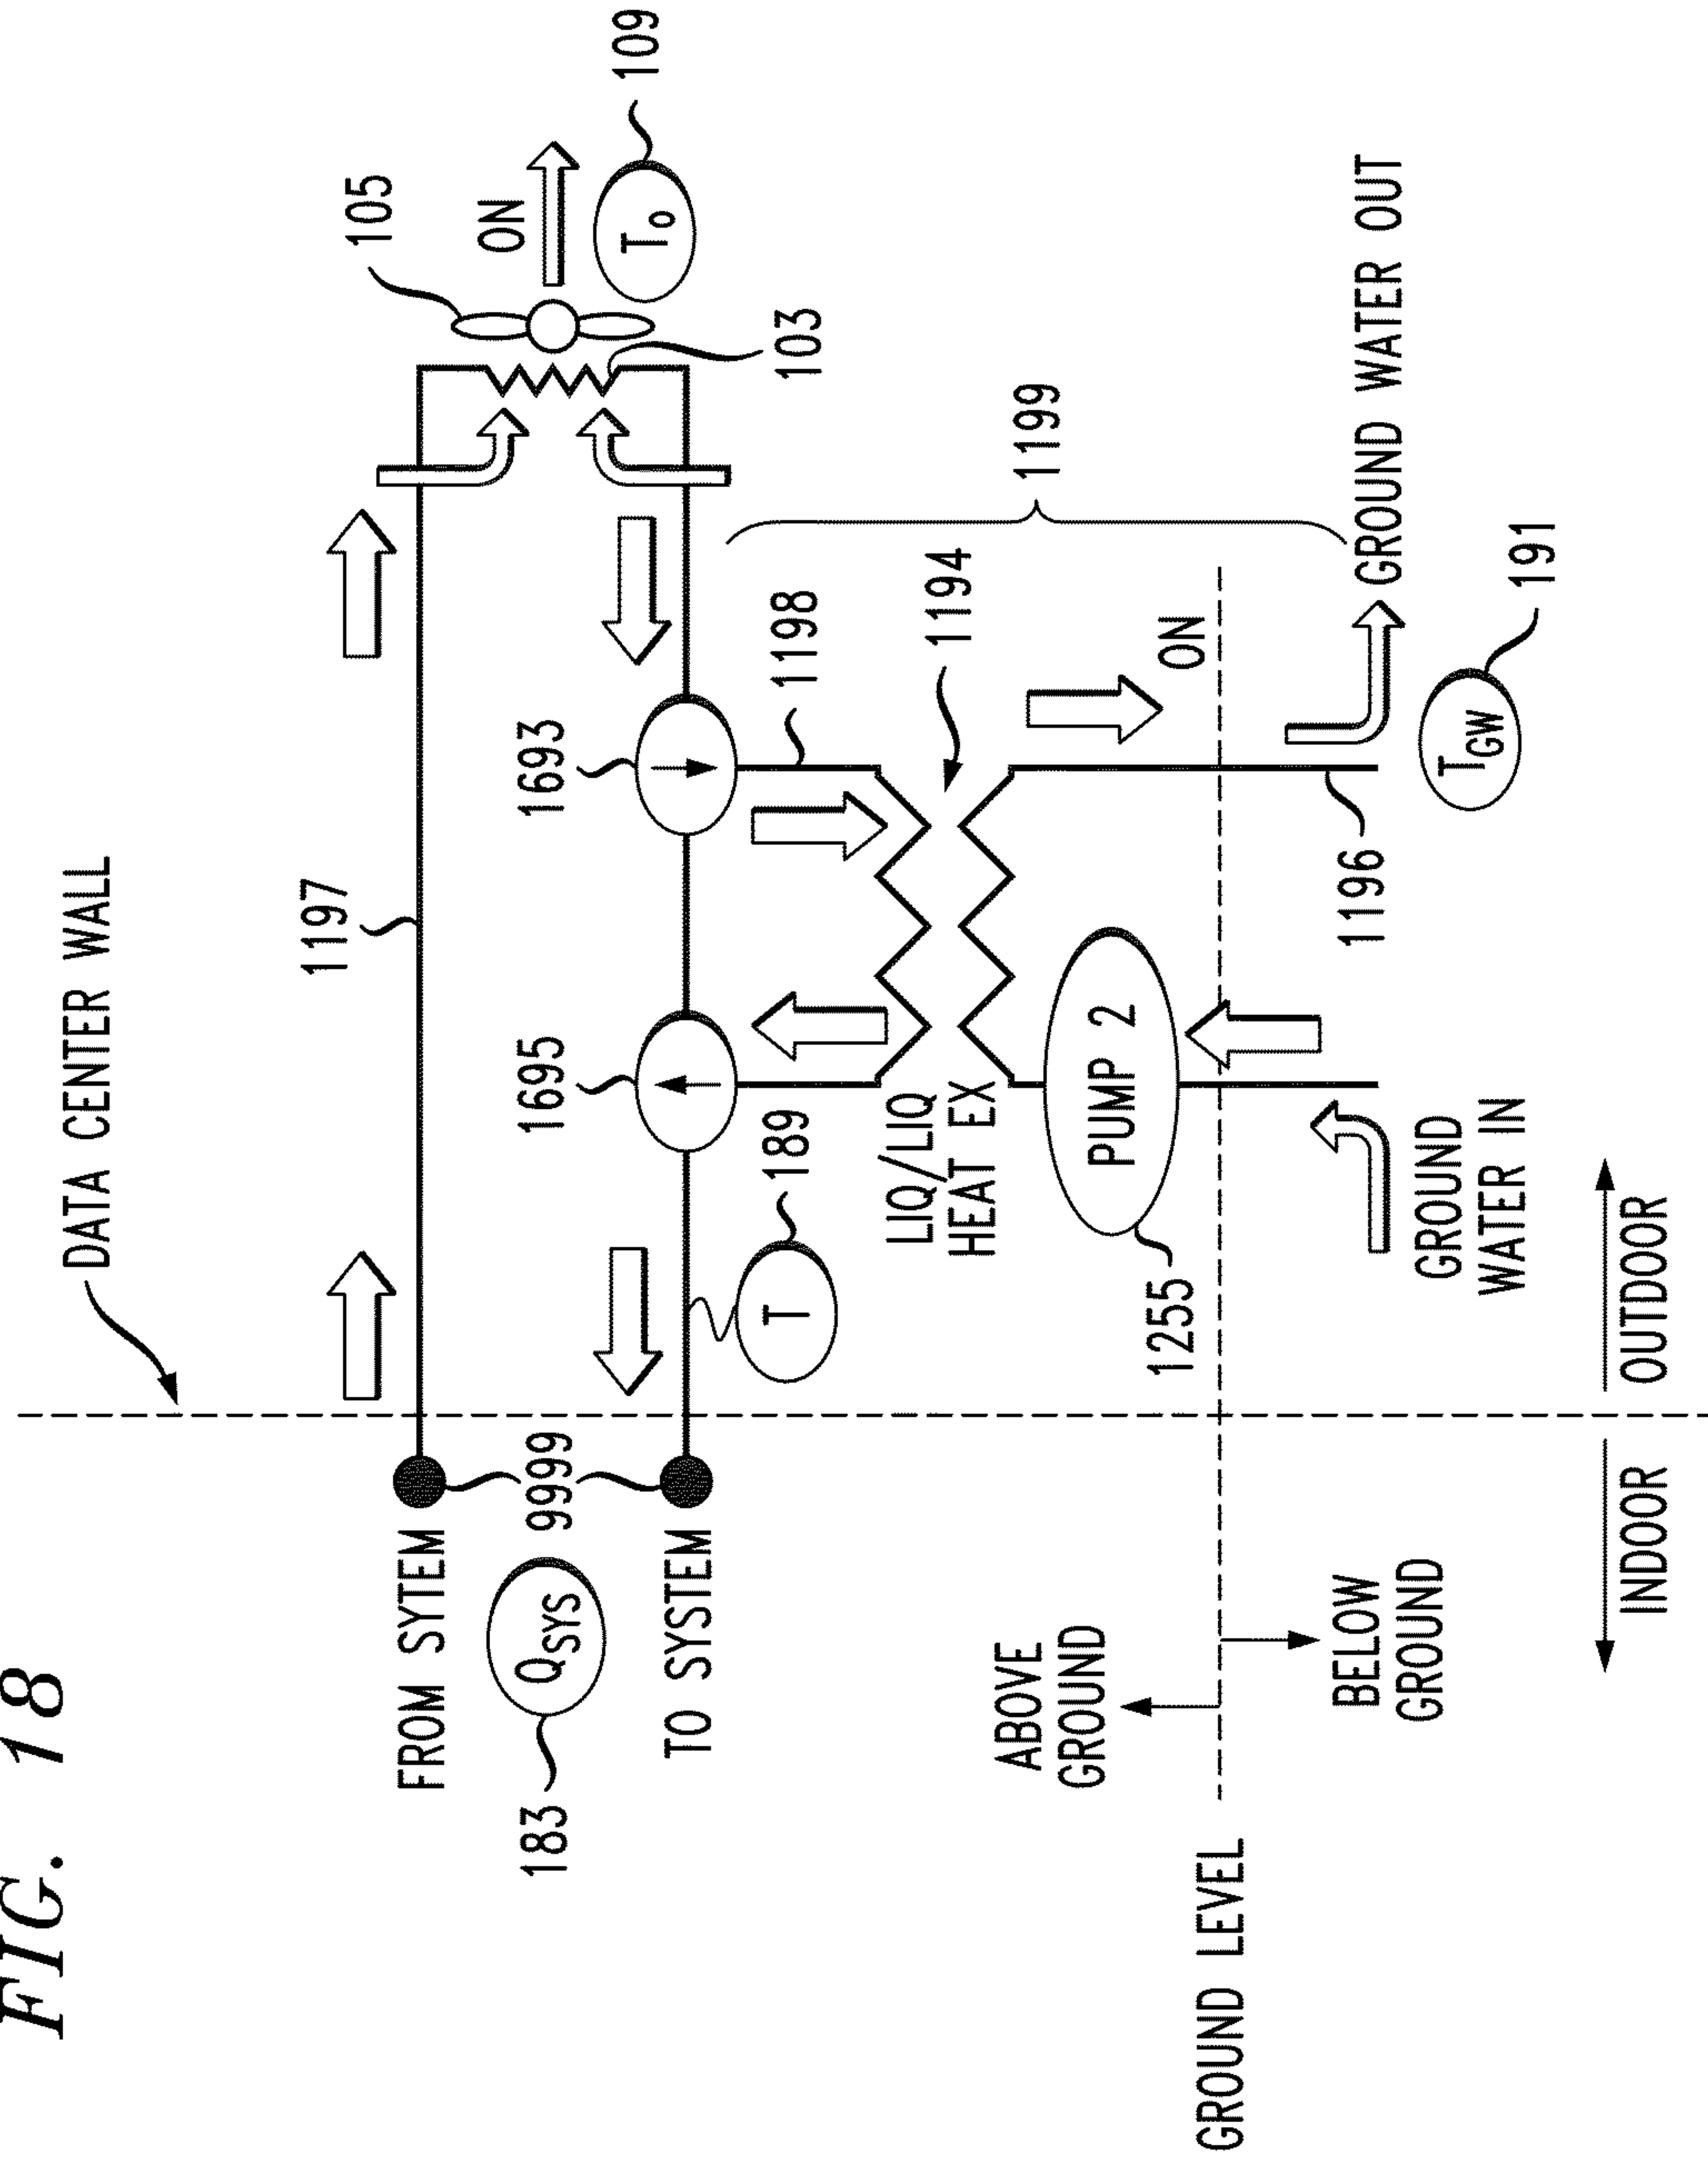 FIG. 18
DATA CENTER WALL
1197
105
ON
109
T₀
103
FROM SYTEM
9999
QSYS
183
TO SYSTEM
1695
1693
189
T
1198
1199
LIQ/LIQ
HEAT EX
1194
PUMP 2
1255
ON
ABOVE
GROUND
GROUND LEVEL
BELOW
GROUND
GROUND
WATER IN
1196
GROUND WATER OUT
TGW
191
INDOOR
OUTDOOR